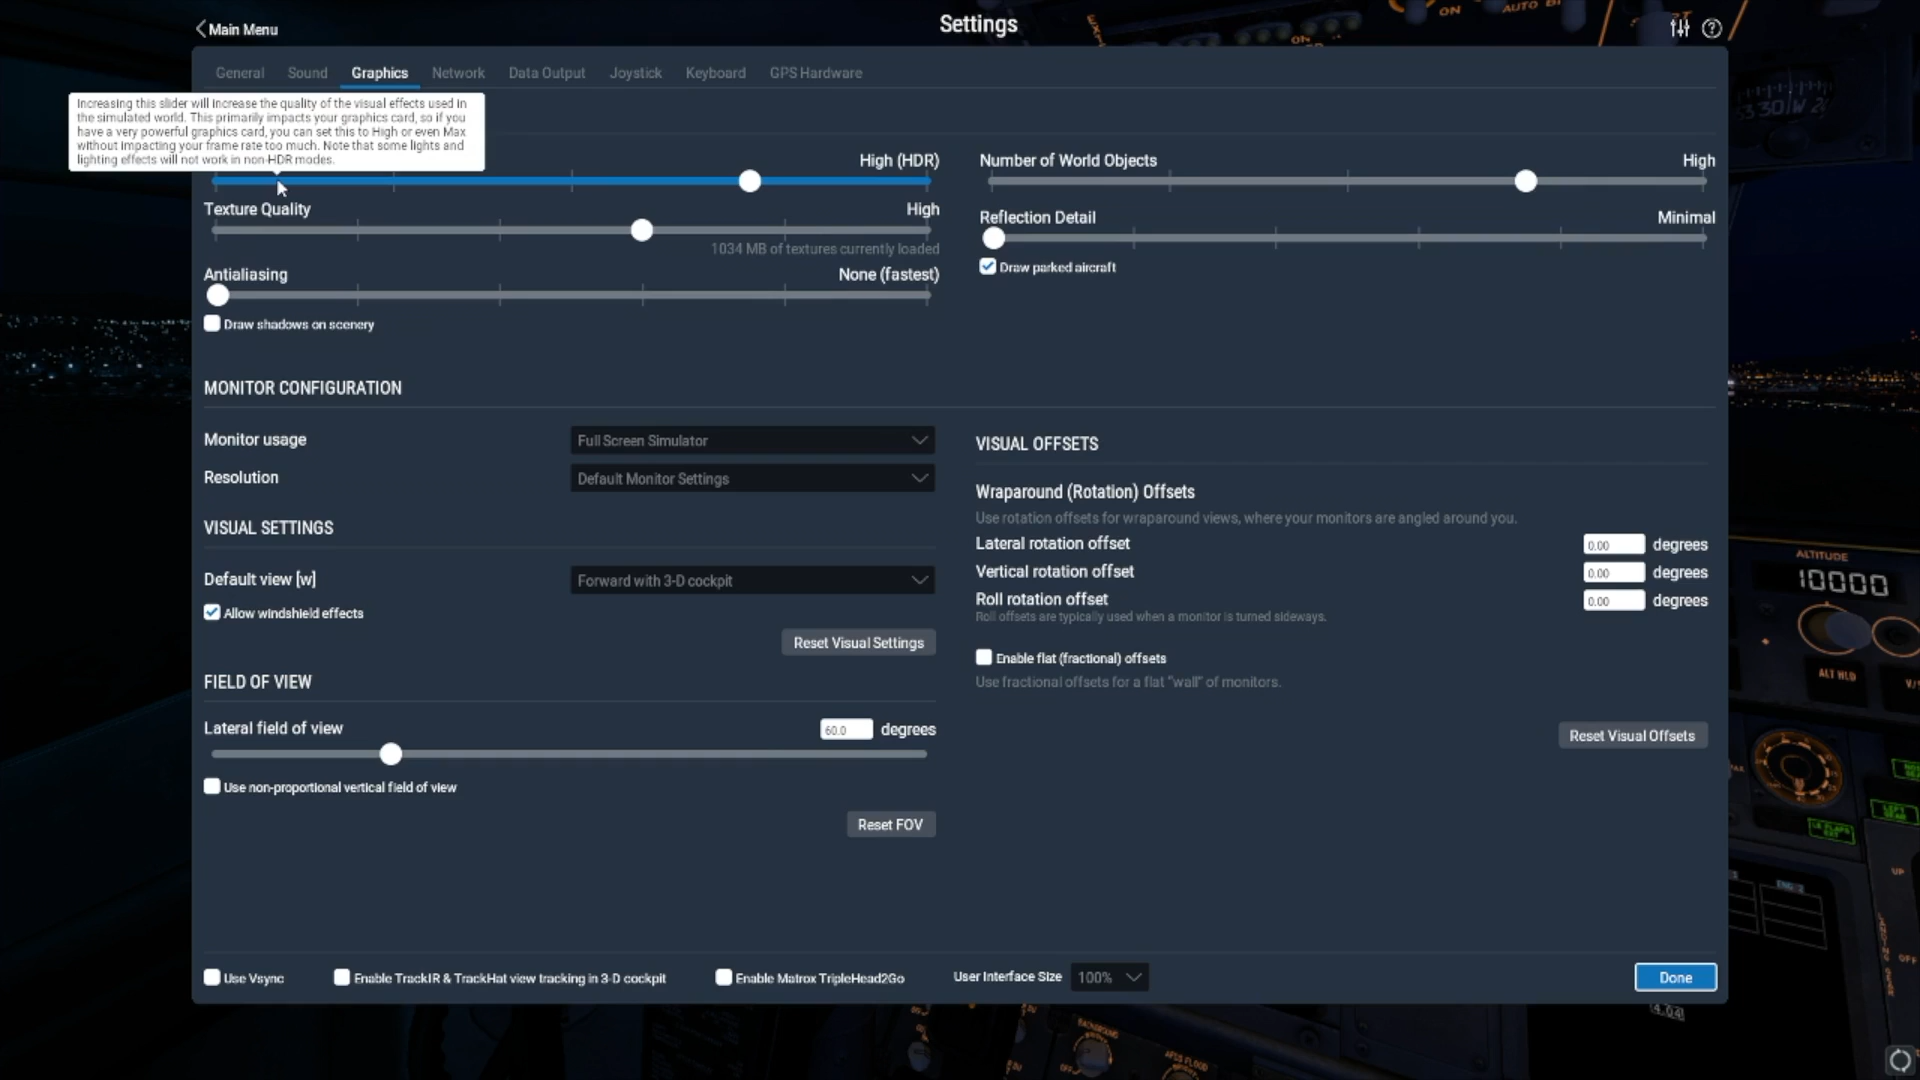 Main Menu
Settings
General Sound Graphics Network Data Output Joystick Keyboard GPS Hardware
Increasing this slider will increase the quality of the visual effects used in
the simulated world. This primarily impacts your graphics card, so if you
have a very powerful graphics card, you can set this to High or even Max
without impacting your frame rate too much. Note that some lights and
lighting effects will not work in non-HDR modes.
High (HDR)
Texture Quality High
1034 MB of textures currently loaded
Antialiasing None (fastest)
Draw shadows on scenery
Number of World Objects High
Reflection Detail Minimal
Draw parked aircraft
MONITOR CONFIGURATION
Monitor usage Full Screen Simulator
Resolution Default Monitor Settings
VISUAL SETTINGS
Default view [w] Forward with 3-D cockpit
Allow windshield effects
Reset Visual Settings
FIELD OF VIEW
Lateral field of view 60.0 degrees
Use non-proportional vertical field of view
Reset FOV
VISUAL OFFSETS
Wraparound (Rotation) Offsets
Use rotation offsets for wraparound views, where your monitors are angled around you.
Lateral rotation offset 0.00 degrees
Vertical rotation offset 0.00 degrees
Roll rotation offset 0.00 degrees
Roll offsets are typically used when a monitor is turned sideways.
Enable flat (fractional) offsets
Use fractional offsets for a flat "wall" of monitors.
Reset Visual Offsets
Use Vsync Enable TrackIR & TrackHat view tracking in 3-D cockpit Enable Matrox TripleHead2Go User Interface Size 100% Done
ON
AUTO
ON
ALTITUDE
10000
ALT HLD
UP
OFF
4.04
OFF